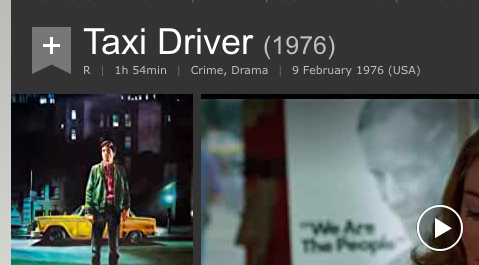 Taxi Driver (1976)
R | 1h 54min | Crime, Drama | 9 February 1976 (USA)
"We Are
The People"